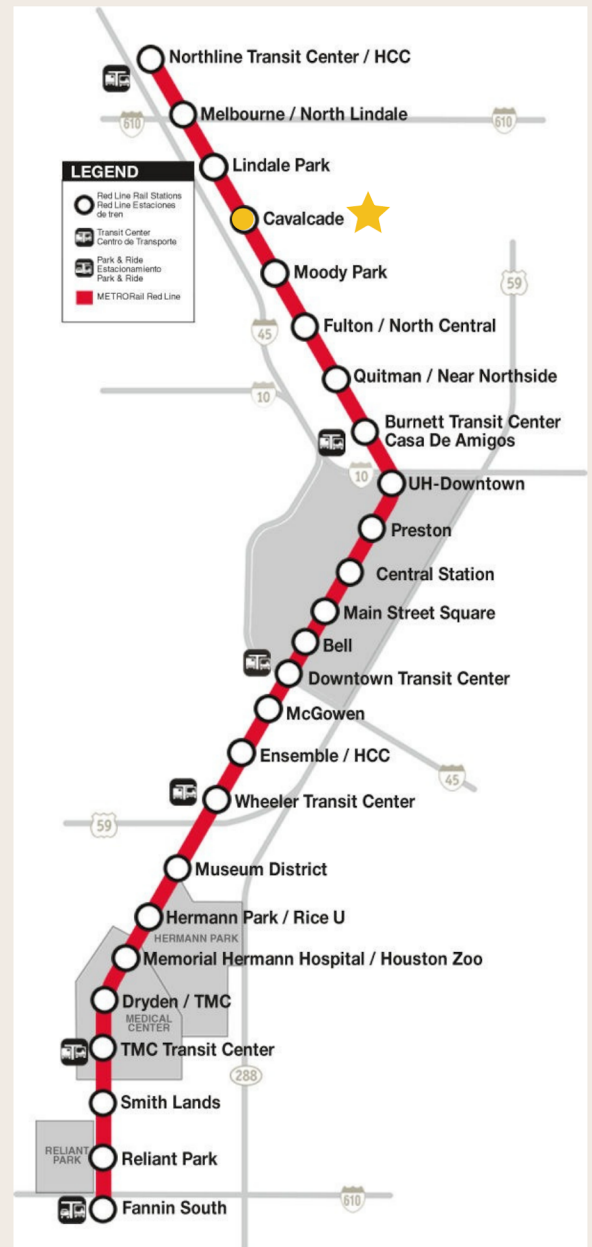 Northline Transit Center / HCC
610
Melbourne / North Lindale
610
Lindale Park
LEGEND
Red Line Rail Stations
Red Line Estaciones
de tren
Transit Center
Centro de Transporte
Park & Ride
Estacionamiento
Park & Ride
METRORail Red Line
Cavalcade
Moody Park
59
Fulton / North Central
45
Quitman / Near Northside
10
Burnett Transit Center
Casa De Amigos
10
UH-Downtown
Preston
Central Station
Main Street Square
Bell
Downtown Transit Center
McGowen
Ensemble / HCC
45
Wheeler Transit Center
59
Museum District
Hermann Park / Rice U
HERMANN PARK
Memorial Hermann Hospital / Houston Zoo
Dryden / TMC
MEDICAL
CENTER
TMC Transit Center
288
Smith Lands
RELIANT
PARK
Reliant Park
610
Fannin South